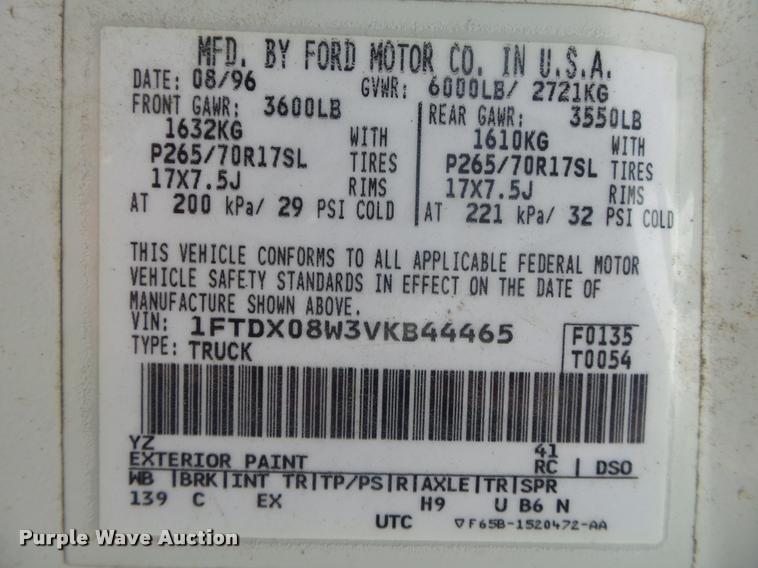 MFD. BY FORD MOTOR CO. IN U.S.A.
DATE: 08/96 GVWR: 6000LB/ 2721KG
FRONT GAWR: 3600LB REAR GAWR: 3550LB
1632KG WITH 1610KG WITH
P265/70R17SL TIRES P265/70R17SL TIRES
17X7.5J RIMS 17X7.5J RIMS
AT 200 kPa/ 29 PSI COLD AT 221 kPa/ 32 PSI COLD
THIS VEHICLE CONFORMS TO ALL APPLICABLE FEDERAL MOTOR
VEHICLE SAFETY STANDARDS IN EFFECT ON THE DATE OF
MANUFACTURE SHOWN ABOVE.
VIN: 1FTDX08W3VKB44465 F0135
TYPE: TRUCK T0054
YZ 41
EXTERIOR PAINT RC | DSO
WB |BRK|INT TR|TP/PS|R|AXLE|TR|SPR
139 C EX H9 U B6 N
UTC ▽F65B-1520472-AA
Purple Wave Auction